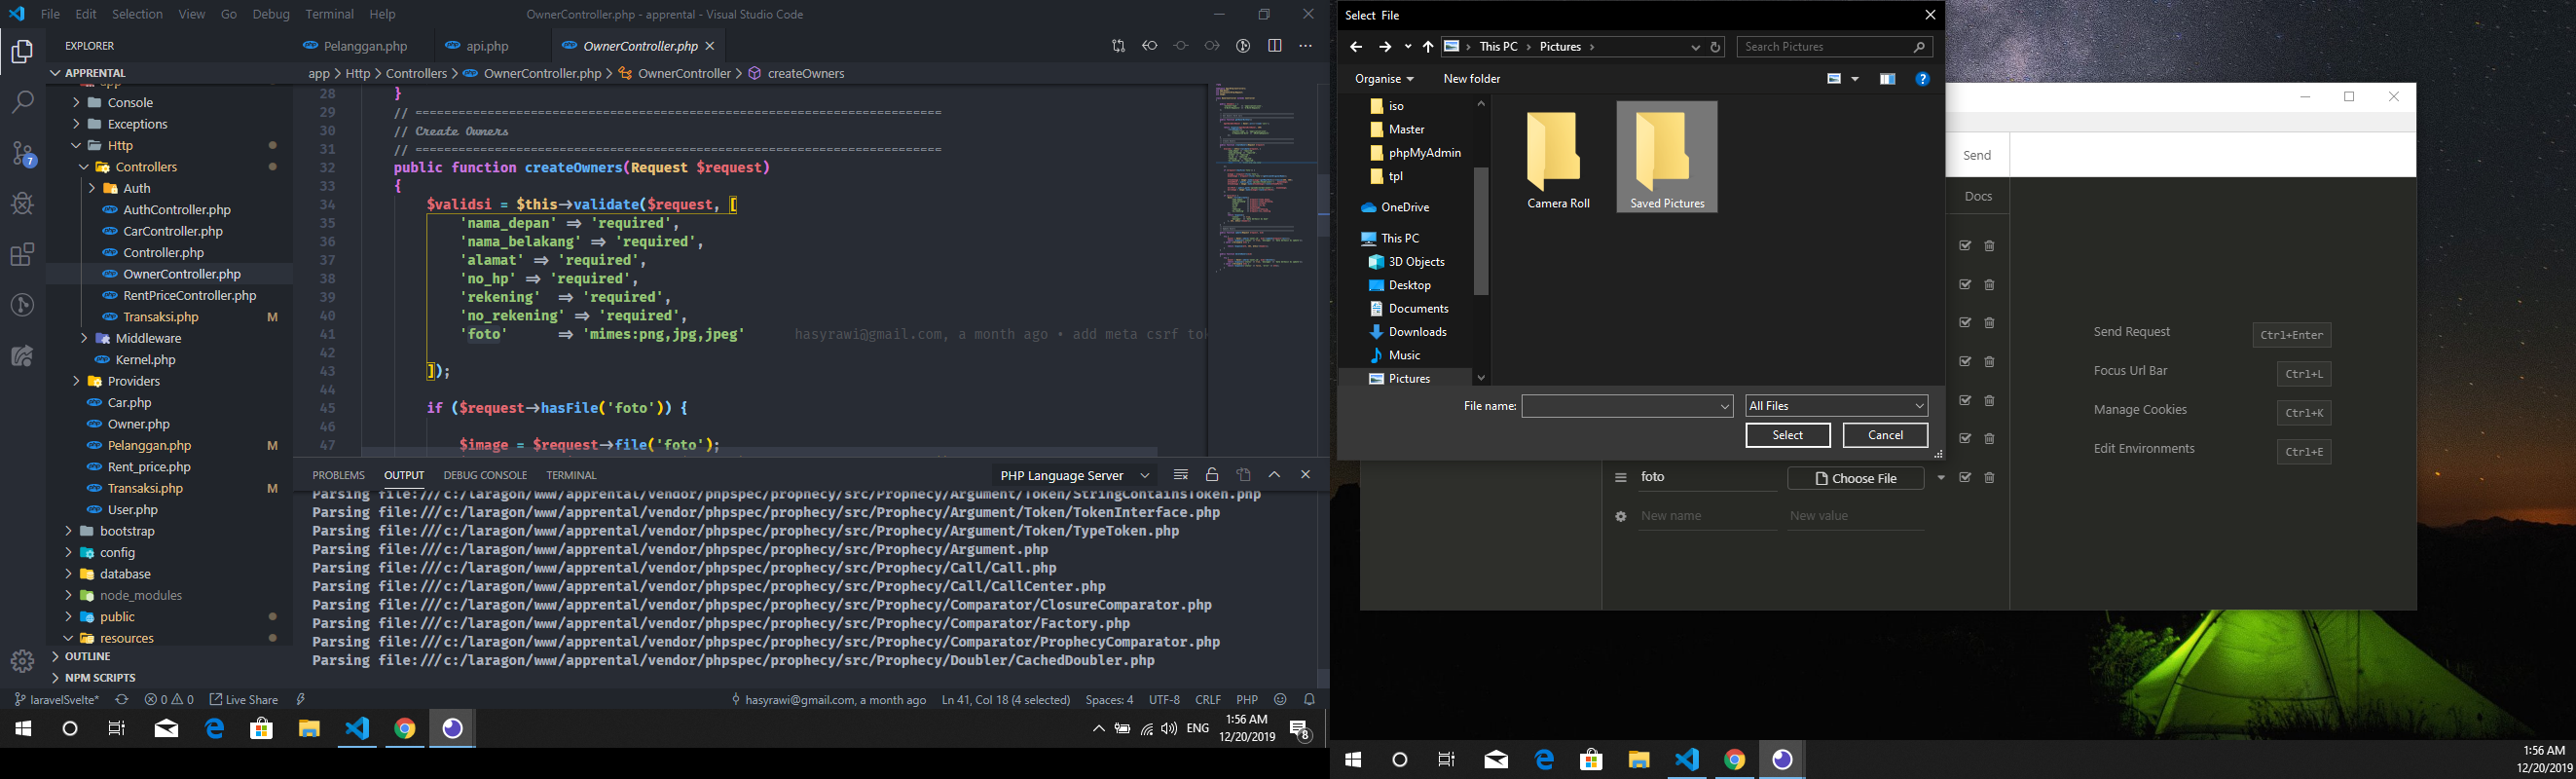 File Edit Selection View Go Debug Terminal Help
OwnerController.php - apprental - Visual Studio Code
EXPLORER
Pelanggan.php
api.php
OwnerController.php
APPRENTAL
app > Http > Controllers > OwnerController.php > OwnerController > createOwners
app
Console
Exceptions
Http
Controllers
Auth
AuthController.php
CarController.php
Controller.php
OwnerController.php
RentPriceController.php
Transaksi.php M
Middleware
Kernel.php
Providers
Car.php
Owner.php
Pelanggan.php M
Rent_price.php
Transaksi.php M
User.php
bootstrap
config
database
node_modules
public
resources
OUTLINE
NPM SCRIPTS
7
28 }
29 // ================================================================
30 // Create Owners
31 // ================================================================
32 public function createOwners(Request $request)
33 {
34 $validsi = $this->validate($request, [
35 'nama_depan' => 'required',
36 'nama_belakang' => 'required',
37 'alamat' => 'required',
38 'no_hp' => 'required',
39 'rekening' => 'required',
40 'no_rekening' => 'required',
41 'foto' => 'mimes:png,jpg,jpeg' hasyrawi@gmail.com, a month ago • add meta csrf tok
42
43 ]);
44
45 if ($request->hasFile('foto')) {
46
47 $image = $request->file('foto');
PROBLEMS OUTPUT DEBUG CONSOLE TERMINAL
PHP Language Server
Parsing file:///c:/laragon/www/apprental/vendor/phpspec/prophecy/src/Prophecy/Argument/Token/StringContainsToken.php
Parsing file:///c:/laragon/www/apprental/vendor/phpspec/prophecy/src/Prophecy/Argument/Token/TokenInterface.php
Parsing file:///c:/laragon/www/apprental/vendor/phpspec/prophecy/src/Prophecy/Argument/Token/TypeToken.php
Parsing file:///c:/laragon/www/apprental/vendor/phpspec/prophecy/src/Prophecy/Argument.php
Parsing file:///c:/laragon/www/apprental/vendor/phpspec/prophecy/src/Prophecy/Call/Call.php
Parsing file:///c:/laragon/www/apprental/vendor/phpspec/prophecy/src/Prophecy/Call/CallCenter.php
Parsing file:///c:/laragon/www/apprental/vendor/phpspec/prophecy/src/Prophecy/Comparator/ClosureComparator.php
Parsing file:///c:/laragon/www/apprental/vendor/phpspec/prophecy/src/Prophecy/Comparator/Factory.php
Parsing file:///c:/laragon/www/apprental/vendor/phpspec/prophecy/src/Prophecy/Comparator/ProphecyComparator.php
Parsing file:///c:/laragon/www/apprental/vendor/phpspec/prophecy/src/Prophecy/Doubler/CachedDoubler.php
laravelSvelte* 0 0 Live Share
hasyrawi@gmail.com, a month ago Ln 41, Col 18 (4 selected) Spaces: 4 UTF-8 CRLF PHP
ENG
1:56 AM
12/20/2019
8
Select File
This PC > Pictures >
Search Pictures
Organise
New folder
iso
Master
phpMyAdmin
tpl
OneDrive
This PC
3D Objects
Desktop
Documents
Downloads
Music
Pictures
Camera Roll
Saved Pictures
File name:
All Files
Select
Cancel
Send
Docs
foto
Choose File
New name
New value
Send Request Ctrl+Enter
Focus Url Bar Ctrl+L
Manage Cookies Ctrl+K
Edit Environments Ctrl+E
1:56 AM
12/20/2019